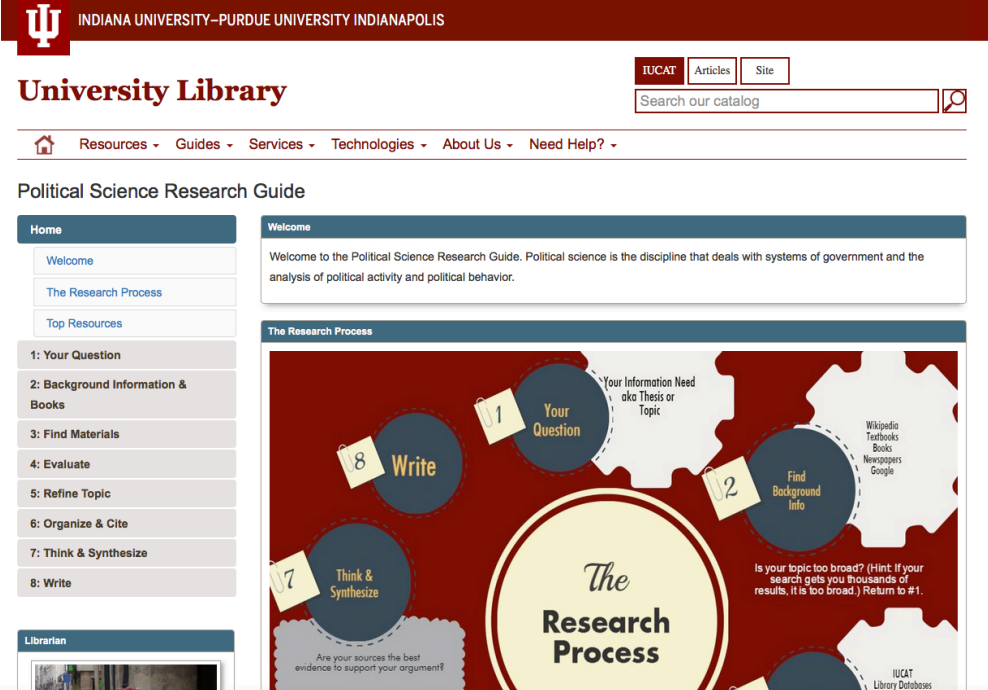 INDIANA UNIVERSITY–PURDUE UNIVERSITY INDIANAPOLIS
University Library
IUCAT
Articles
Site
Search our catalog
Resources
Guides
Services
Technologies
About Us
Need Help?
Political Science Research Guide
Home
Welcome
The Research Process
Top Resources
1: Your Question
2: Background Information &
Books
3: Find Materials
4: Evaluate
5: Refine Topic
6: Organize & Cite
7: Think & Synthesize
8: Write
Librarian
Welcome
Welcome to the Political Science Research Guide. Political science is the discipline that deals with systems of government and the
analysis of political activity and political behavior.
The Research Process
1
Your
Question
Your Information Need
aka Thesis or
Topic
2
Find
Background
Info
Wikipedia
Textbooks
Books
Newspapers
Google
Is your topic too broad? (Hint: If your
search gets you thousands of
results, it is too broad.) Return to #1.
IUCAT
Library Databases
The
Research
Process
7
Think &
Synthesize
Are your sources the best
evidence to support your argument?
8
Write